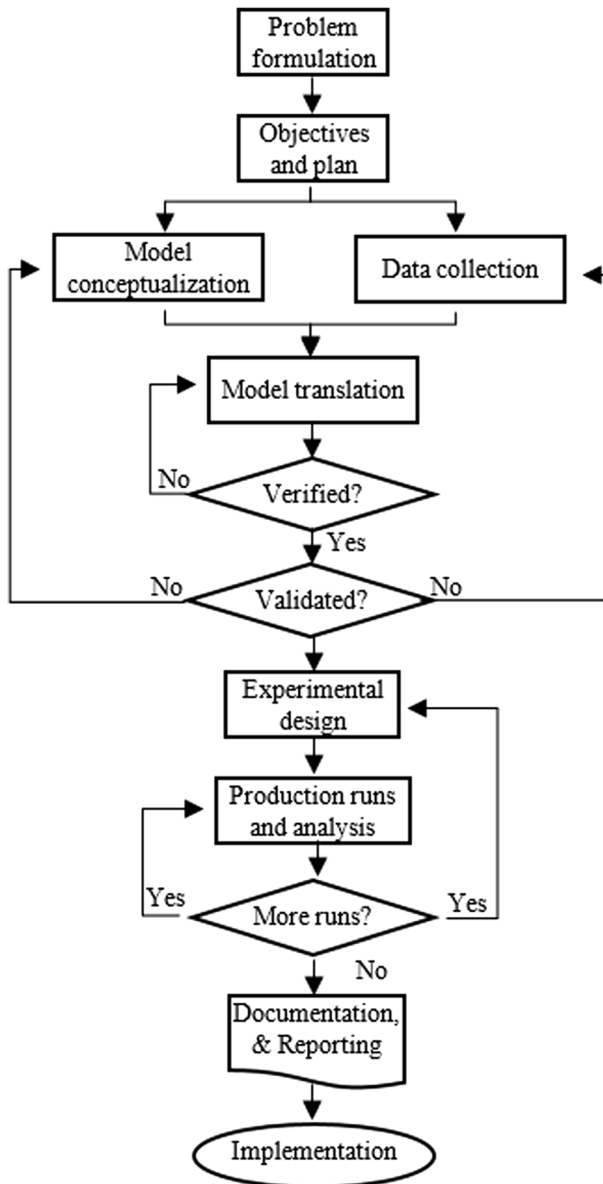 Problem
formulation
Objectives
and plan
Model
conceptualization
Data collection
Model translation
No
Verified?
Yes
No
Validated?
No
Experimental
design
Production runs
and analysis
Yes
More runs?
Yes
No
Documentation,
& Reporting
Implementation